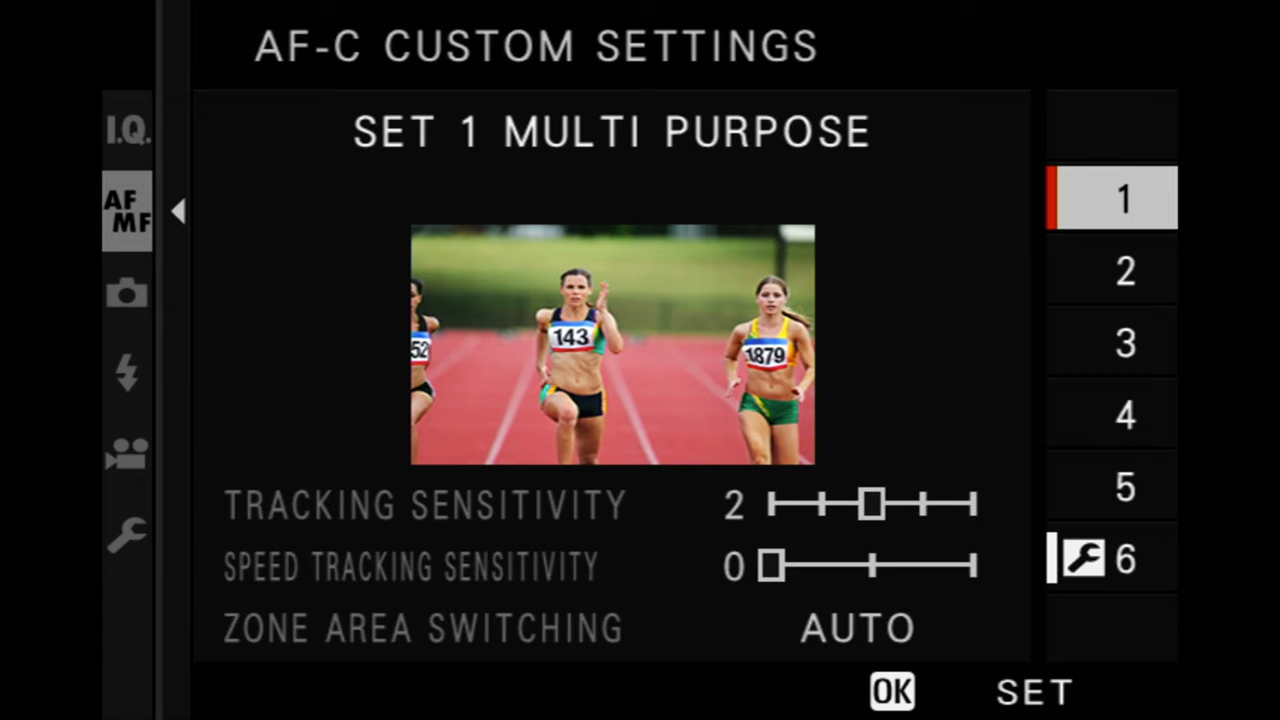 AF-C CUSTOM SETTINGS
I.Q.
AF
MF
SET 1 MULTI PURPOSE
52
143
1879
TRACKING SENSITIVITY 2
SPEED TRACKING SENSITIVITY 0
ZONE AREA SWITCHING AUTO
1
2
3
4
5
6
OK SET